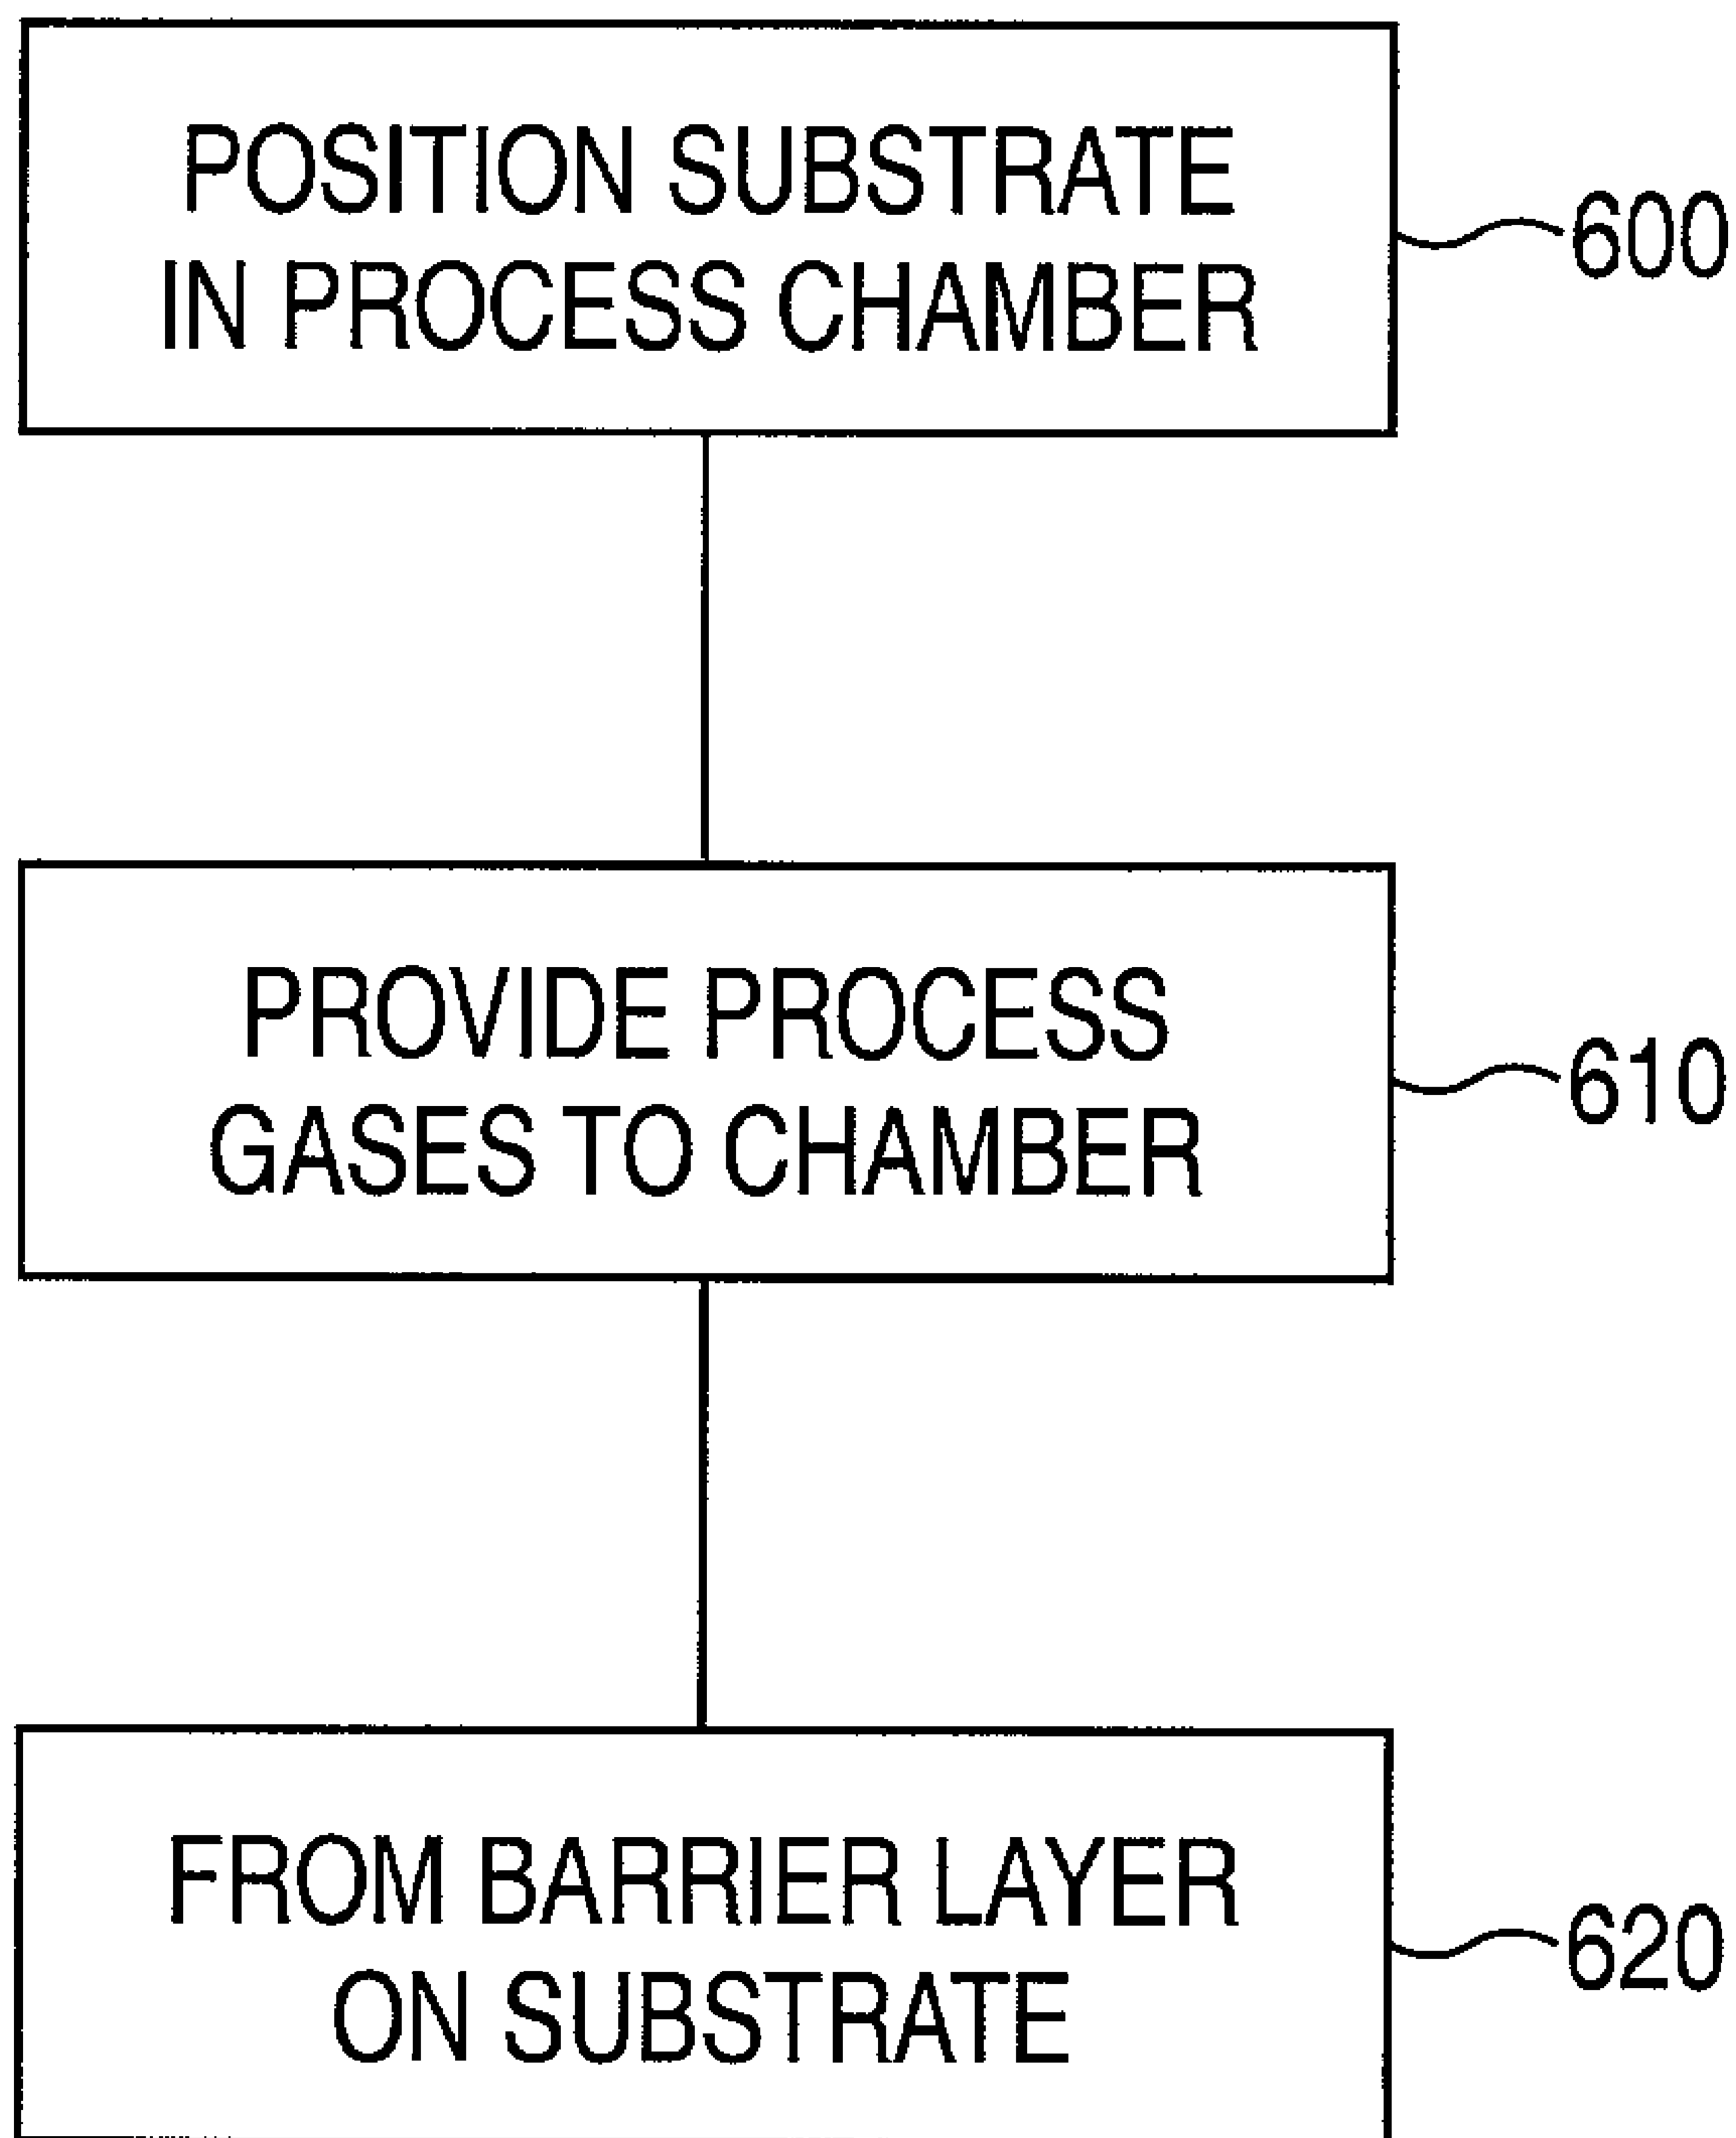 POSITION SUBSTRATE
IN PROCESS CHAMBER
600
PROVIDE PROCESS
GASES TO CHAMBER
610
FROM BARRIER LAYER
ON SUBSTRATE
620